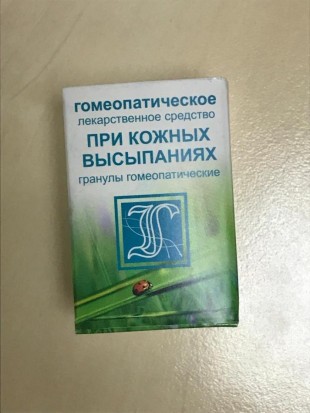 гомеопатическое
лекарственное средство
ПРИ КОЖНЫХ
ВЫСЫПАНИЯХ
гранулы гомеопатические